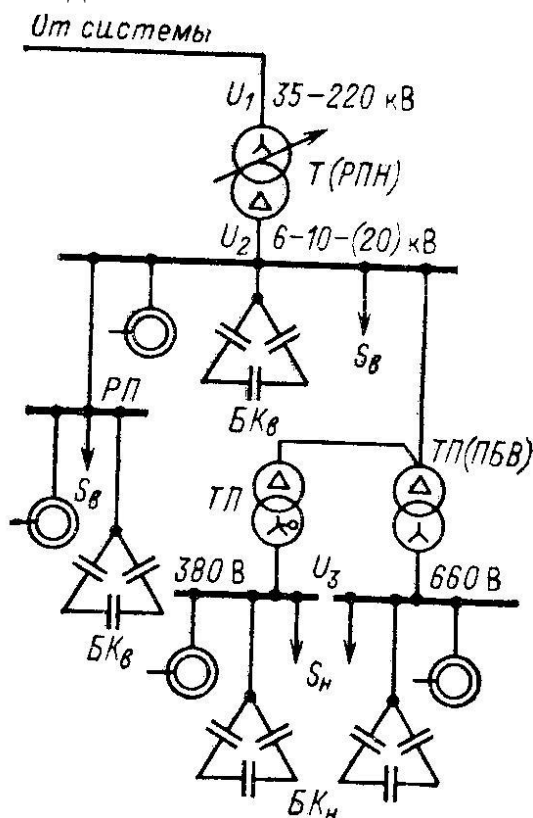 От системы
U₁ 35–220 кВ
Т(РПН)
U₂ 6–10–(20) кВ
Sв
БКв
РП
Sв
БКв
ТП
ТП(ПБВ)
380 В
U₃
660 В
Sн
БКн